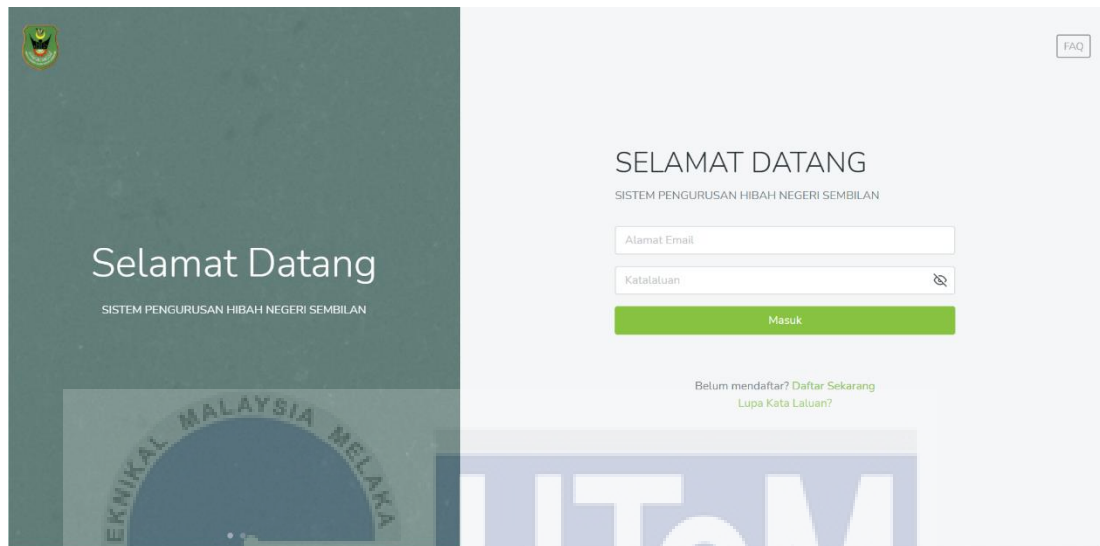 FAQ
Selamat Datang
SISTEM PENGURUSAN HIBAH NEGERI SEMBILAN
SELAMAT DATANG
SISTEM PENGURUSAN HIBAH NEGERI SEMBILAN
Alamat Email
Katalaluan
Masuk
Belum mendaftar? Daftar Sekarang
Lupa Kata Laluan?
MALAYSIA MELAKA
UTeM